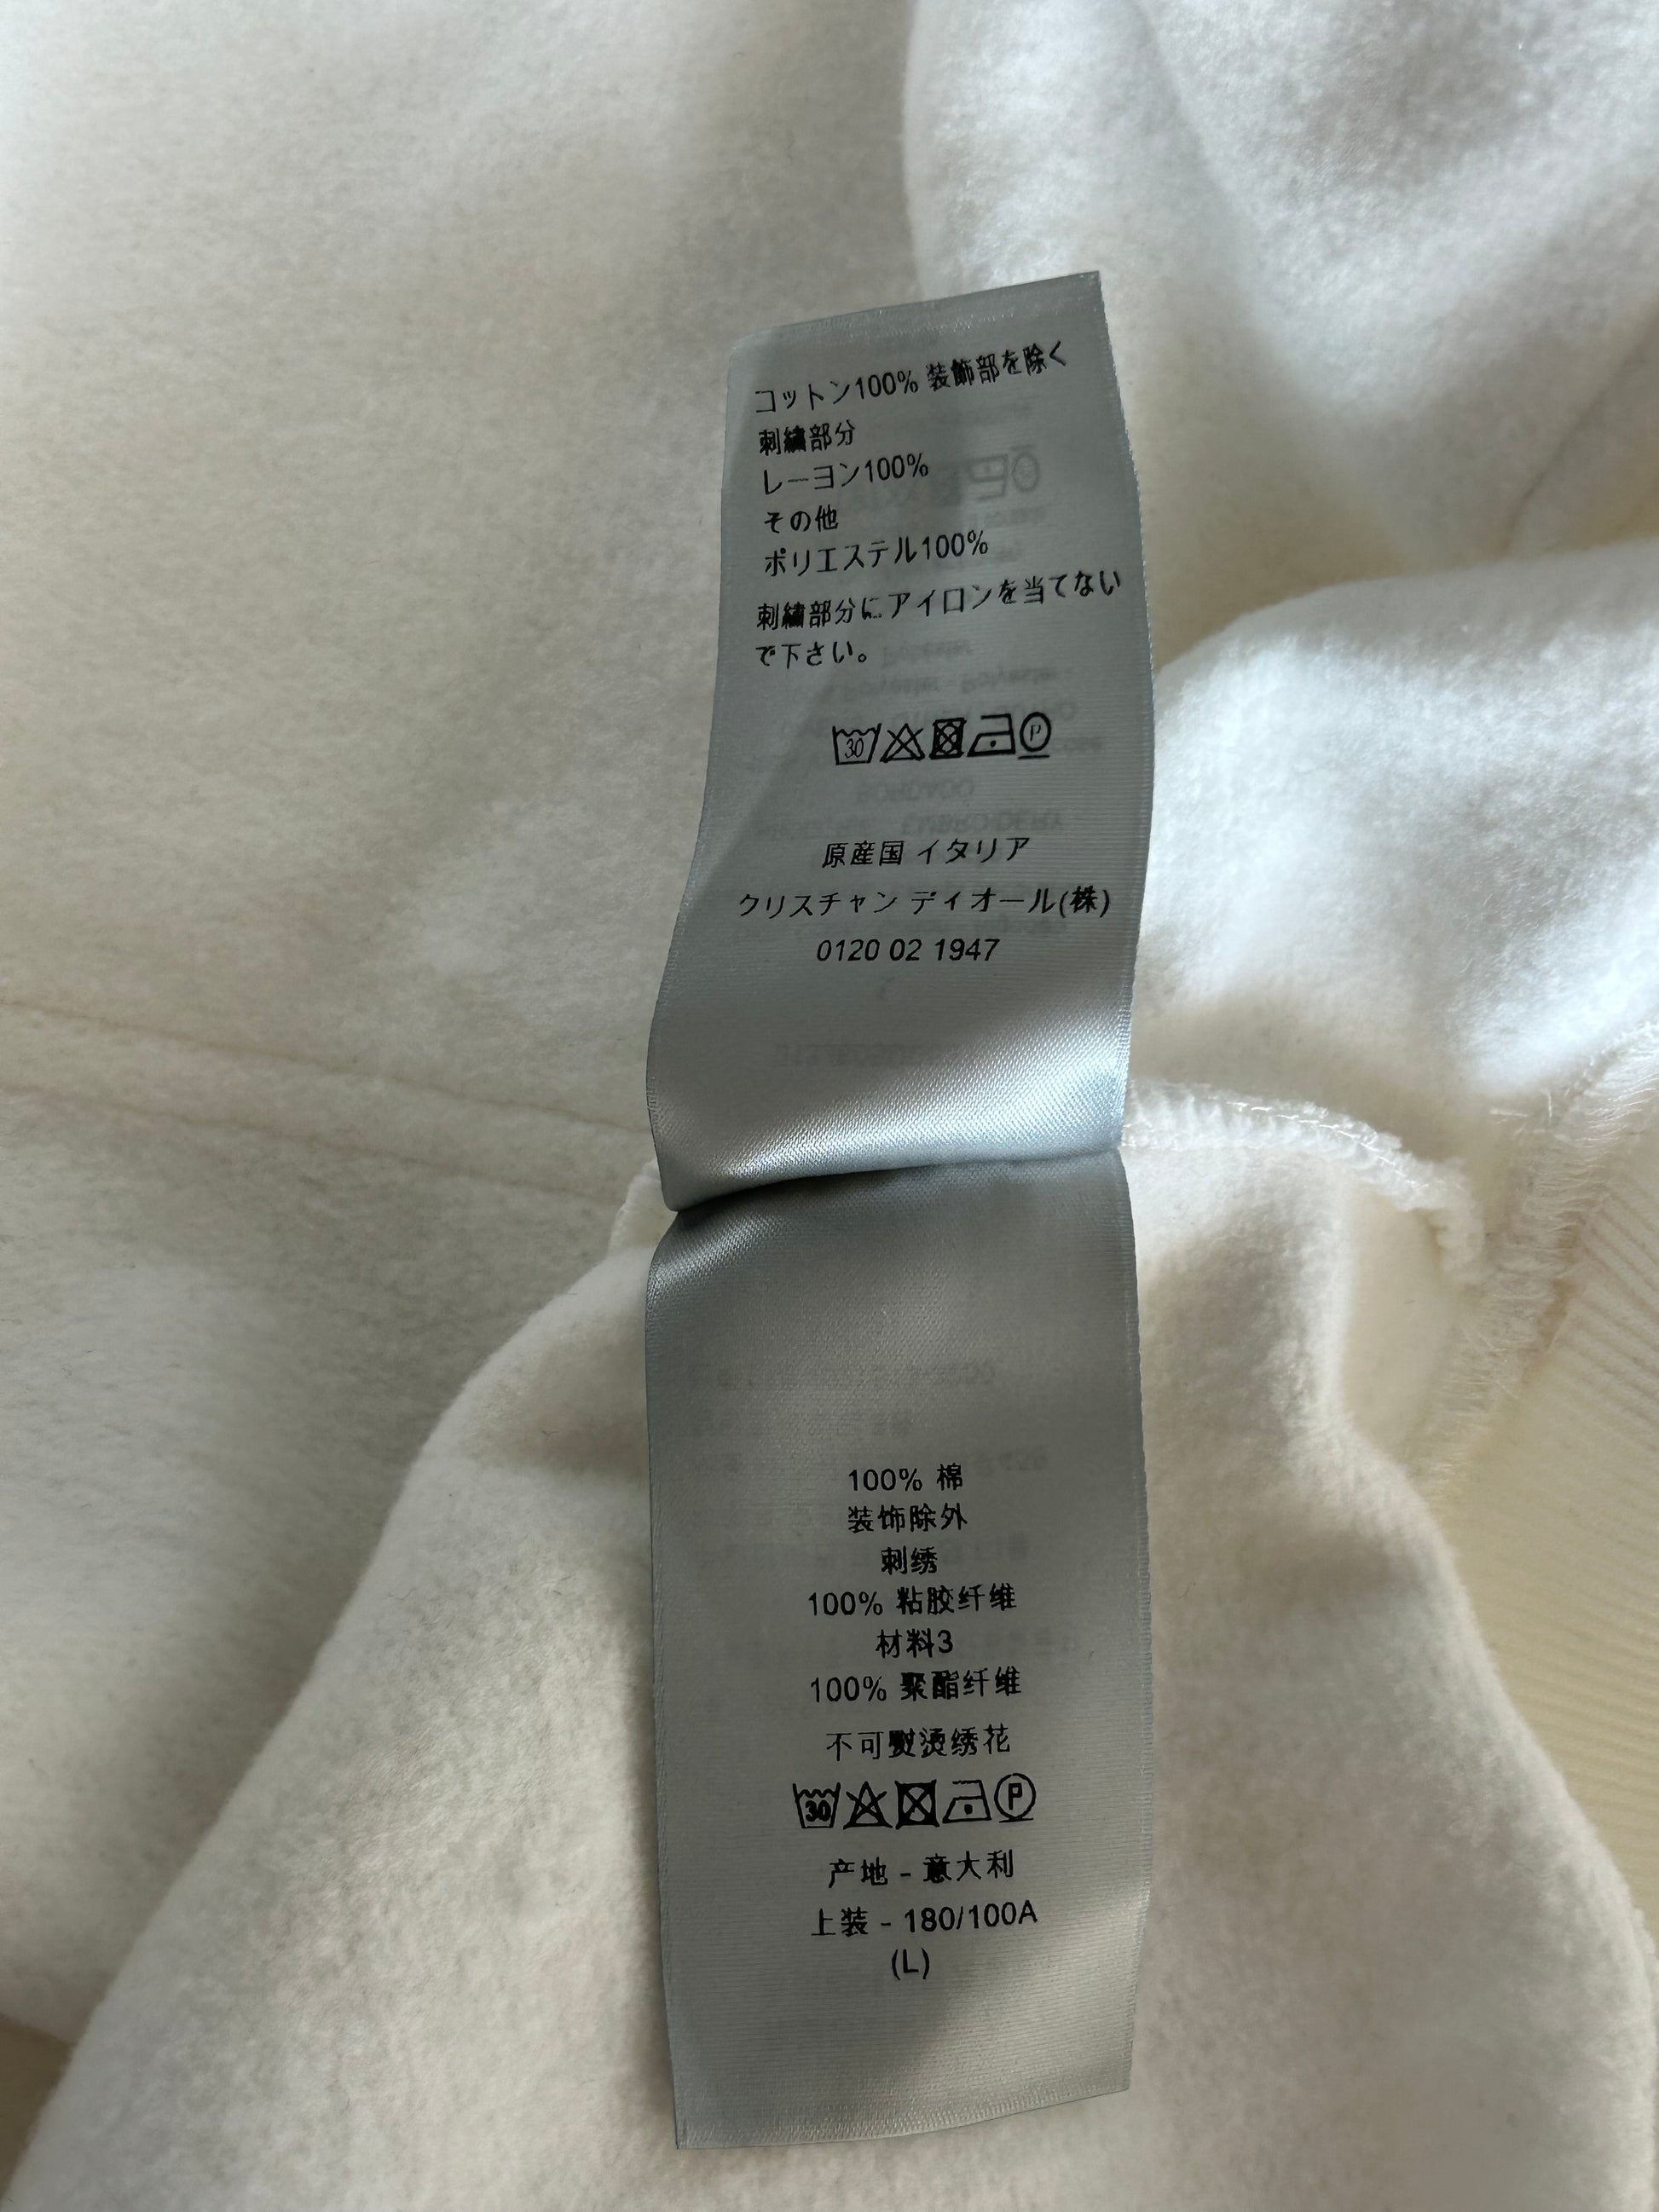 コットン100% 装飾部を除く
刺繍部分
レーヨン100%
その他
ポリエステル100%
刺繍部分にアイロンを当てない
で下さい。
30 P
原産国 イタリア
クリスチャン ディオール(株)
0120 02 1947
100% 棉
装饰除外
刺绣
100% 粘胶纤维
材料3
100% 聚酯纤维
不可熨烫绣花
30 P
产地 - 意大利
上装 - 180/100A
(L)